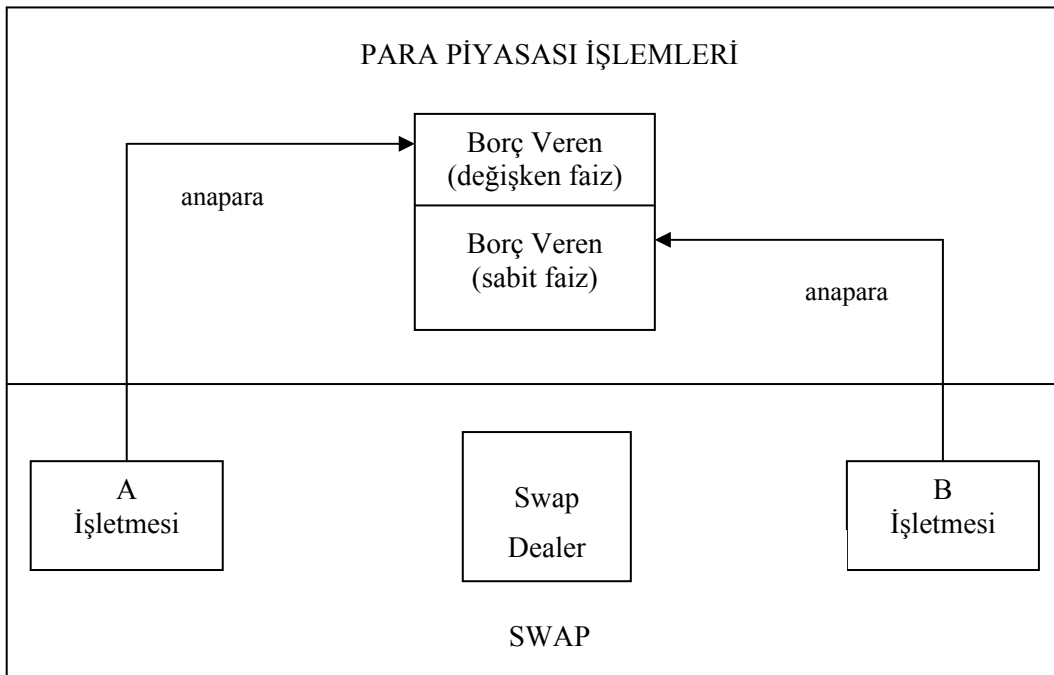 PARA PİYASASI İŞLEMLERİ
Borç Veren
(değişken faiz)
anapara
Borç Veren
(sabit faiz)
anapara
A
İşletmesi
Swap
Dealer
B
İşletmesi
SWAP